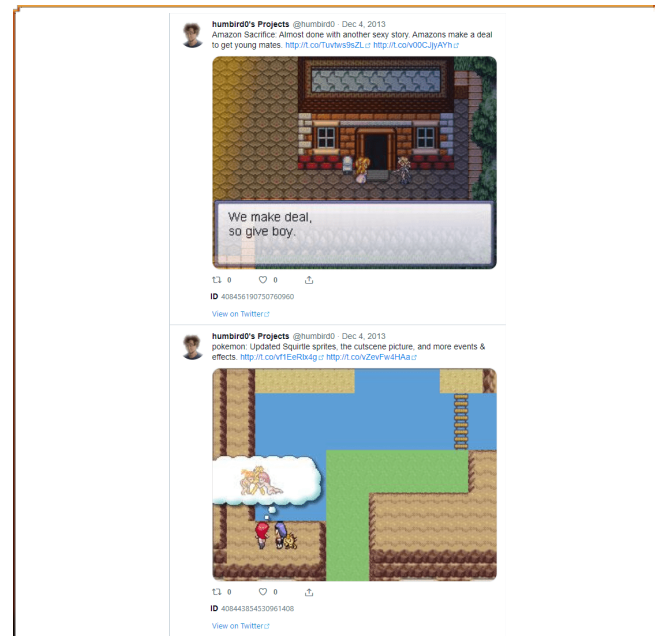 humbird0's Projects @humbird0 · Dec 4, 2013
Amazon Sacrifice: Almost done with another sexy story. Amazons make a deal
to get young mates. http://t.co/Tuvtws9sZL http://t.co/v00CJjyAYh
We make deal,
so give boy.
0 0
ID 408456190750760960
View on Twitter
humbird0's Projects @humbird0 · Dec 4, 2013
pokemon: Updated Squirtle sprites, the cutscene picture, and more events &
effects. http://t.co/vf1EeRlx4g http://t.co/vZevFw4HAa
0 0
ID 408443854530961408
View on Twitter